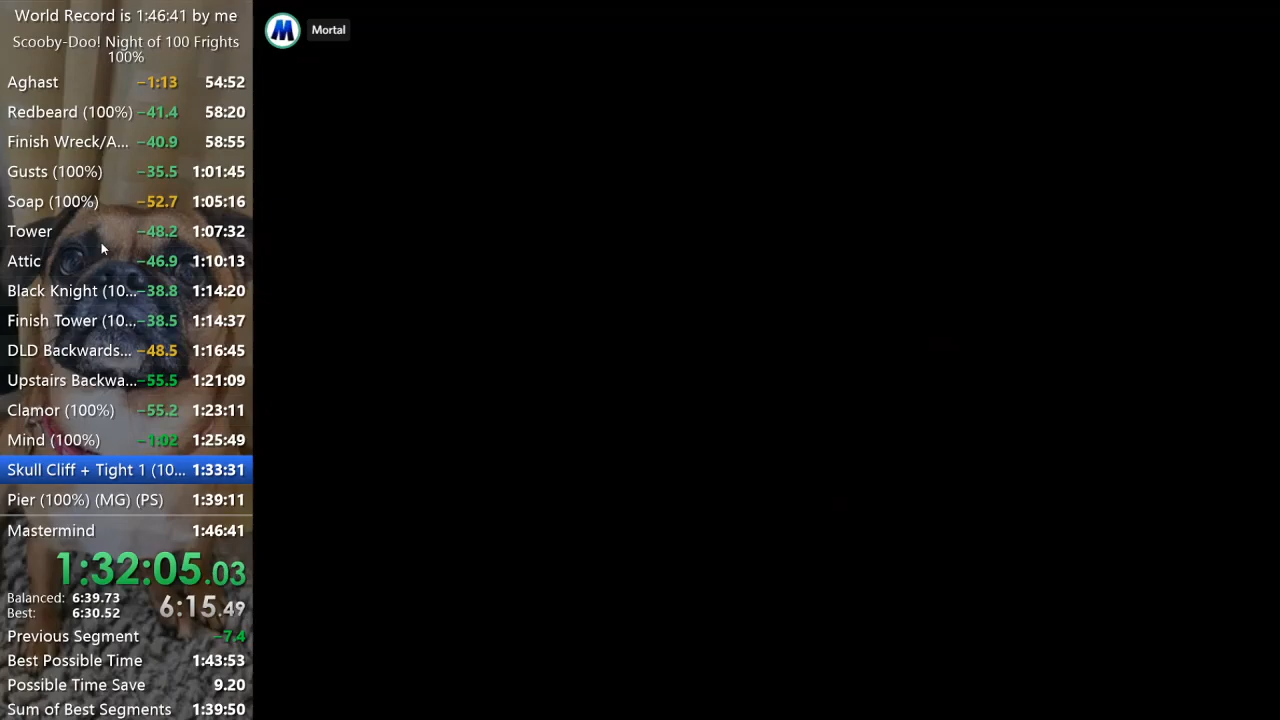 World Record is 1:46:41 by me
Scooby-Doo! Night of 100 Frights
100%
Aghast −1:13 54:52
Redbeard (100%) −41.4 58:20
Finish Wreck/A... −40.9 58:55
Gusts (100%) −35.5 1:01:45
Soap (100%) −52.7 1:05:16
Tower −48.2 1:07:32
Attic −46.9 1:10:13
Black Knight (10... −38.8 1:14:20
Finish Tower (10... −38.5 1:14:37
DLD Backwards... −48.5 1:16:45
Upstairs Backwa... −55.5 1:21:09
Clamor (100%) −55.2 1:23:11
Mind (100%) −1:02 1:25:49
Skull Cliff + Tight 1 (10... 1:33:31
Pier (100%) (MG) (PS) 1:39:11
Mastermind 1:46:41
1:32:05.03
Balanced: 6:39.73
Best: 6:30.52
6:15.49
Previous Segment −7.4
Best Possible Time 1:43:53
Possible Time Save 9.20
Sum of Best Segments 1:39:50
M Mortal